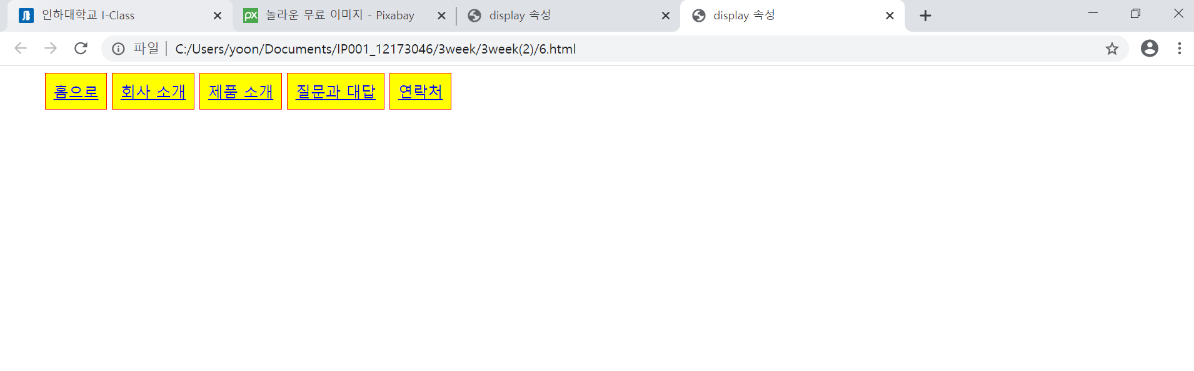 인하대학교 I-Class
놀라운 무료 이미지 - Pixabay
display 속성
display 속성
파일 | C:/Users/yoon/Documents/IP001_12173046/3week/3week(2)/6.html
홈으로 회사 소개 제품 소개 질문과 대답 연락처